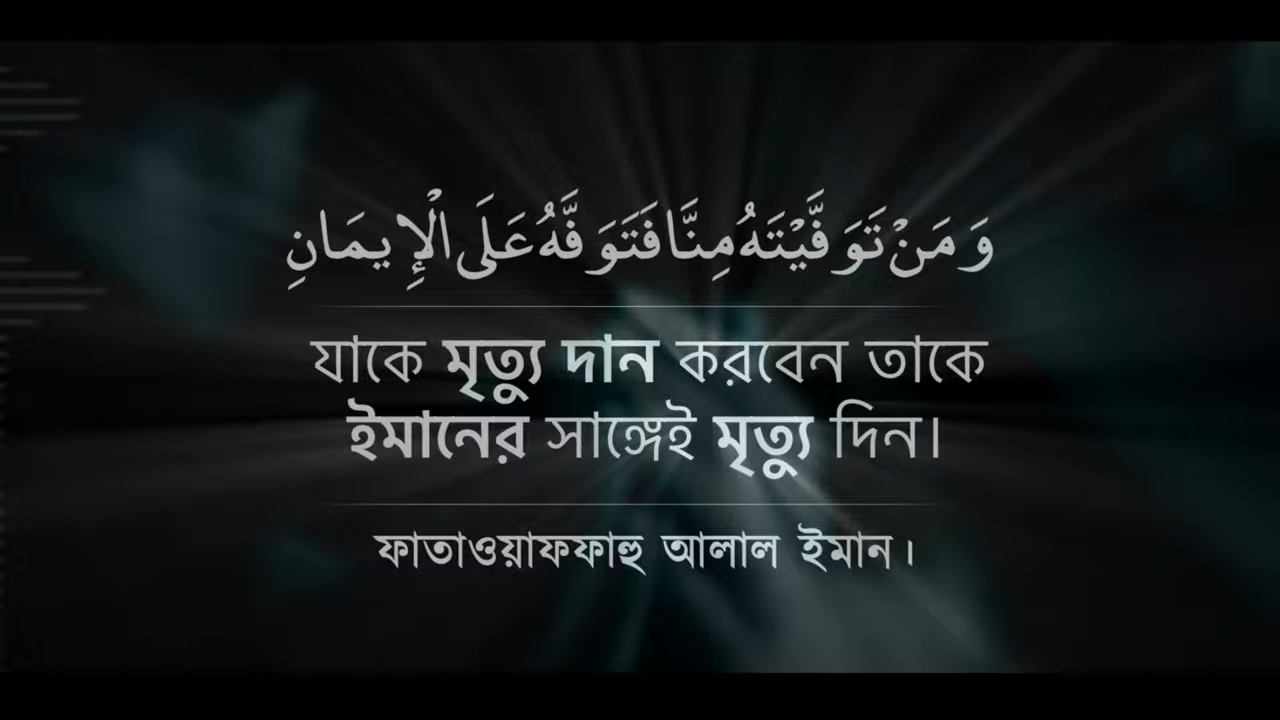 وَمَنْ تَوَفَّيْتَهُ مِنَّا فَتَوَفَّهُ عَلَى الْإِيمَانِ
যাকে মৃত্যু দান করবেন তাকে
ইমানের সাঙ্গেই মৃত্যু দিন।
ফাতাওয়াফফাহু আলাল ইমান।